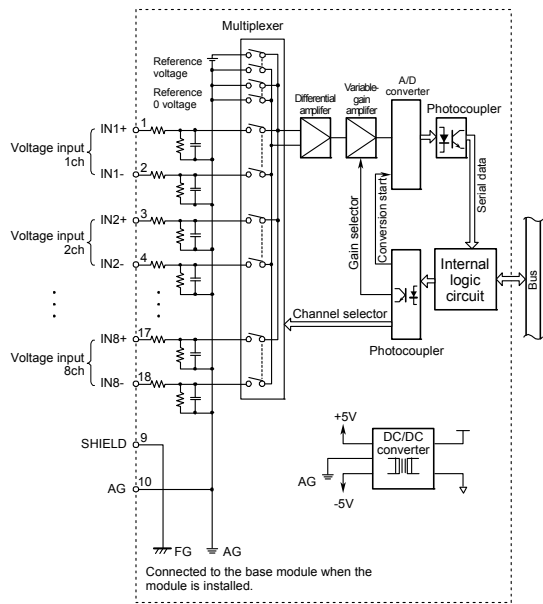 Multiplexer
Reference
voltage
Reference
0 voltage
Differential
amplifer
Variable-
gain
amplifer
A/D
converter
Photocoupler
IN1+
1
Voltage input
1ch
IN1-
2
IN2+
3
Voltage input
2ch
IN2-
4
IN8+
17
Voltage input
8ch
IN8-
18
Gain selector
Conversion start
Serial data
Internal
logic
circuit
Bus
Channel selector
Photocoupler
SHIELD
9
AG
10
FG
AG
+5V
AG
-5V
DC/DC
converter
Connected to the base module when the
module is installed.